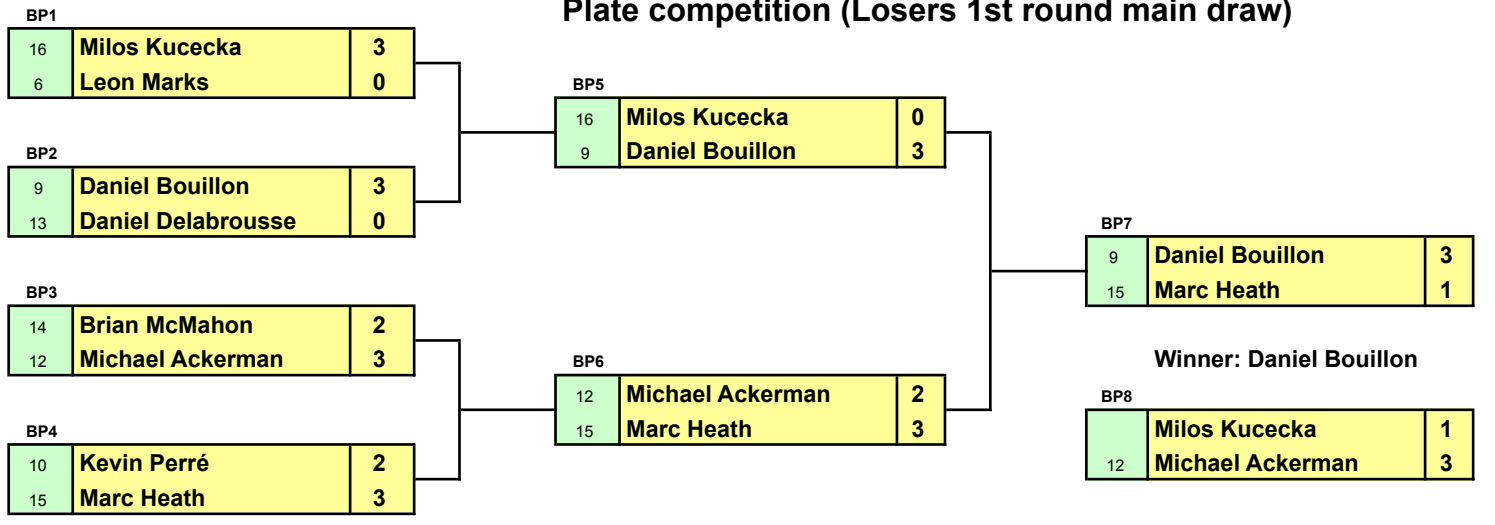 Plate competition (Losers 1st round main draw)
BP1
16 Milos Kucecka 3
6 Leon Marks 0
BP2
9 Daniel Bouillon 3
13 Daniel Delabrousse 0
BP3
14 Brian McMahon 2
12 Michael Ackerman 3
BP4
10 Kevin Perré 2
15 Marc Heath 3
BP5
16 Milos Kucecka 0
9 Daniel Bouillon 3
BP6
12 Michael Ackerman 2
15 Marc Heath 3
BP7
9 Daniel Bouillon 3
15 Marc Heath 1
Winner: Daniel Bouillon
BP8
Milos Kucecka 1
12 Michael Ackerman 3